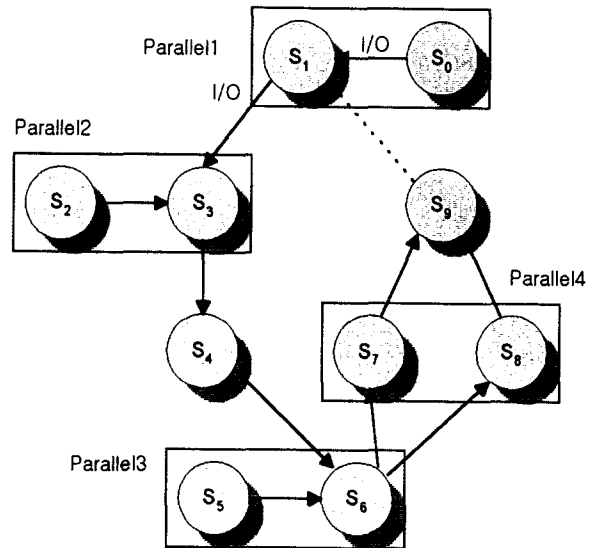 Parallel1
I/O
S1
S0
I/O
Parallel2
S2
S3
S9
Parallel4
S4
S7
S8
Parallel3
S5
S6